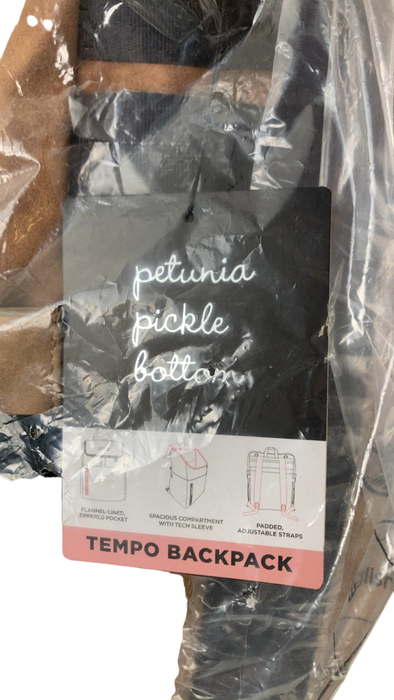 petunia
pickle
bottom
FLANNEL-LINED,
ZIPPERED POCKET
SPACIOUS COMPARTMENT
WITH TECH SLEEVE
PADDED,
ADJUSTABLE STRAPS
TEMPO BACKPACK